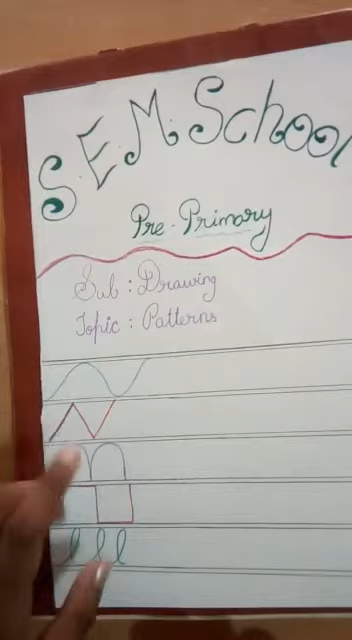 S.E.M. School
Pre-Primary
Sub : Drawing
Topic : Patterns
l l l